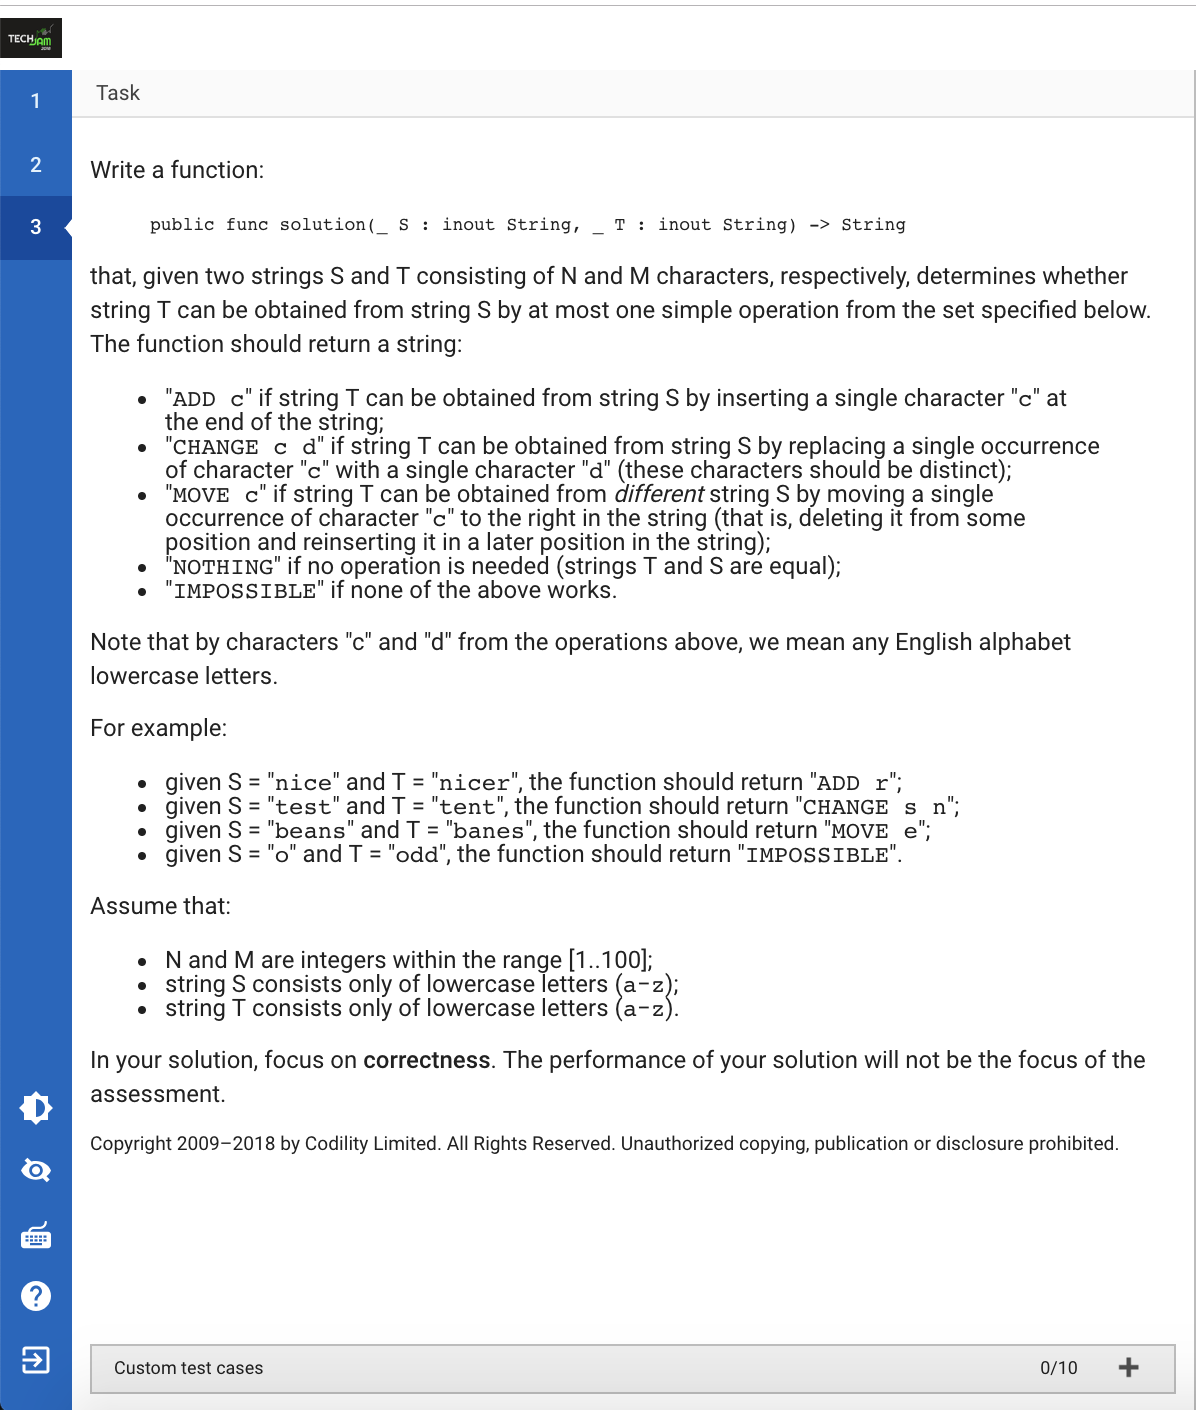 TECH JAM
2018
1
Task
2
Write a function:
3
public func solution(_ S : inout String, _ T : inout String) -> String
that, given two strings S and T consisting of N and M characters, respectively, determines whether
string T can be obtained from string S by at most one simple operation from the set specified below.
The function should return a string:
• "ADD c" if string T can be obtained from string S by inserting a single character "c" at
the end of the string;
• "CHANGE c d" if string T can be obtained from string S by replacing a single occurrence
of character "c" with a single character "d" (these characters should be distinct);
• "MOVE c" if string T can be obtained from different string S by moving a single
occurrence of character "c" to the right in the string (that is, deleting it from some
position and reinserting it in a later position in the string);
• "NOTHING" if no operation is needed (strings T and S are equal);
• "IMPOSSIBLE" if none of the above works.
Note that by characters "c" and "d" from the operations above, we mean any English alphabet
lowercase letters.
For example:
• given S = "nice" and T = "nicer", the function should return "ADD r";
• given S = "test" and T = "tent", the function should return "CHANGE s n";
• given S = "beans" and T = "banes", the function should return "MOVE e";
• given S = "o" and T = "odd", the function should return "IMPOSSIBLE".
Assume that:
• N and M are integers within the range [1..100];
• string S consists only of lowercase letters (a-z);
• string T consists only of lowercase letters (a-z).
In your solution, focus on correctness. The performance of your solution will not be the focus of the
assessment.
Copyright 2009–2018 by Codility Limited. All Rights Reserved. Unauthorized copying, publication or disclosure prohibited.
Custom test cases
0/10